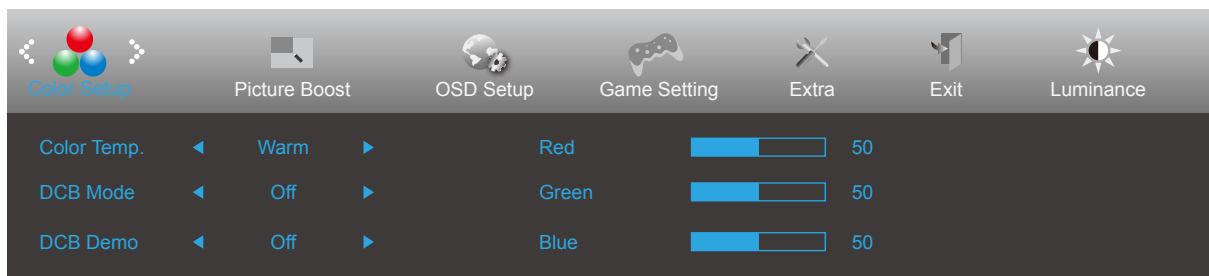 Color Setup Picture Boost OSD Setup Game Setting Extra Exit Luminance
Color Temp. Warm Red 50
DCB Mode Off Green 50
DCB Demo Off Blue 50